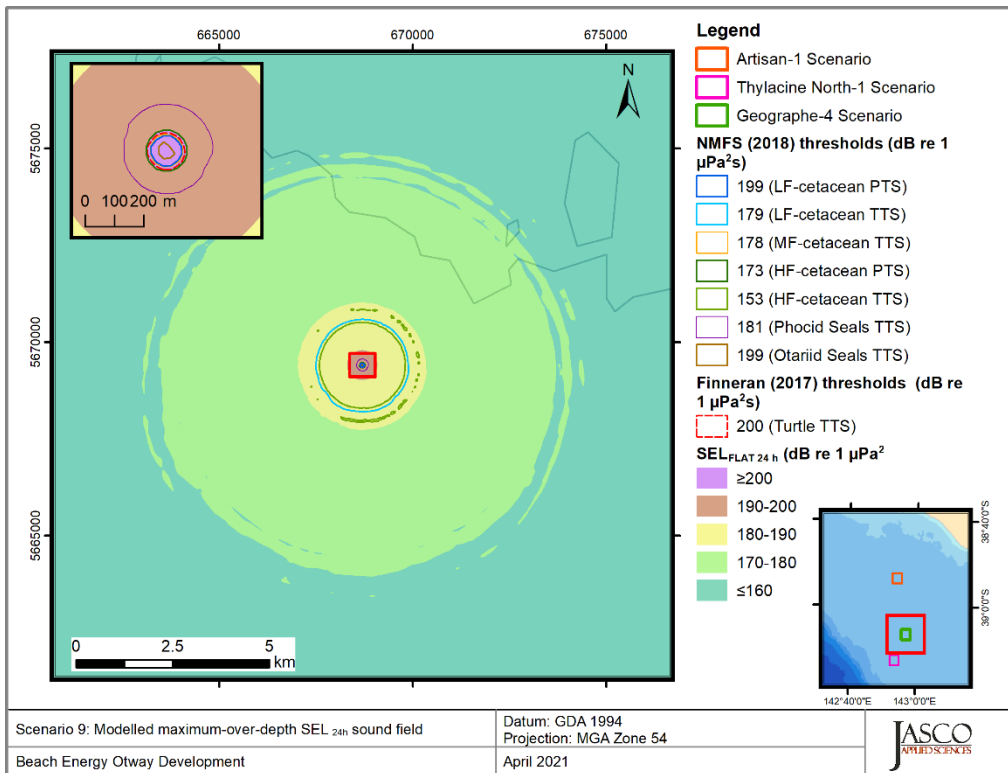 665000
670000
675000
5675000
5670000
5665000
N
0 100 200 m
0 2.5 5
km
Legend
Artisan-1 Scenario
Thylacine North-1 Scenario
Geographe-4 Scenario
NMFS (2018) thresholds (dB re 1
µPa²s)
199 (LF-cetacean PTS)
179 (LF-cetacean TTS)
178 (MF-cetacean TTS)
173 (HF-cetacean PTS)
153 (HF-cetacean TTS)
181 (Phocid Seals TTS)
199 (Otariid Seals TTS)
Finneran (2017) thresholds (dB re
1 µPa²s)
200 (Turtle TTS)
SELFLAT 24 h (dB re 1 µPa²
≥200
190-200
180-190
170-180
≤160
38°40'0"S
39°0'0"S
142°40'0"E
143°0'0"E
Scenario 9: Modelled maximum-over-depth SEL 24h sound field
Datum: GDA 1994
Projection: MGA Zone 54
Beach Energy Otway Development
April 2021
JASCO
APPLIED SCIENCES